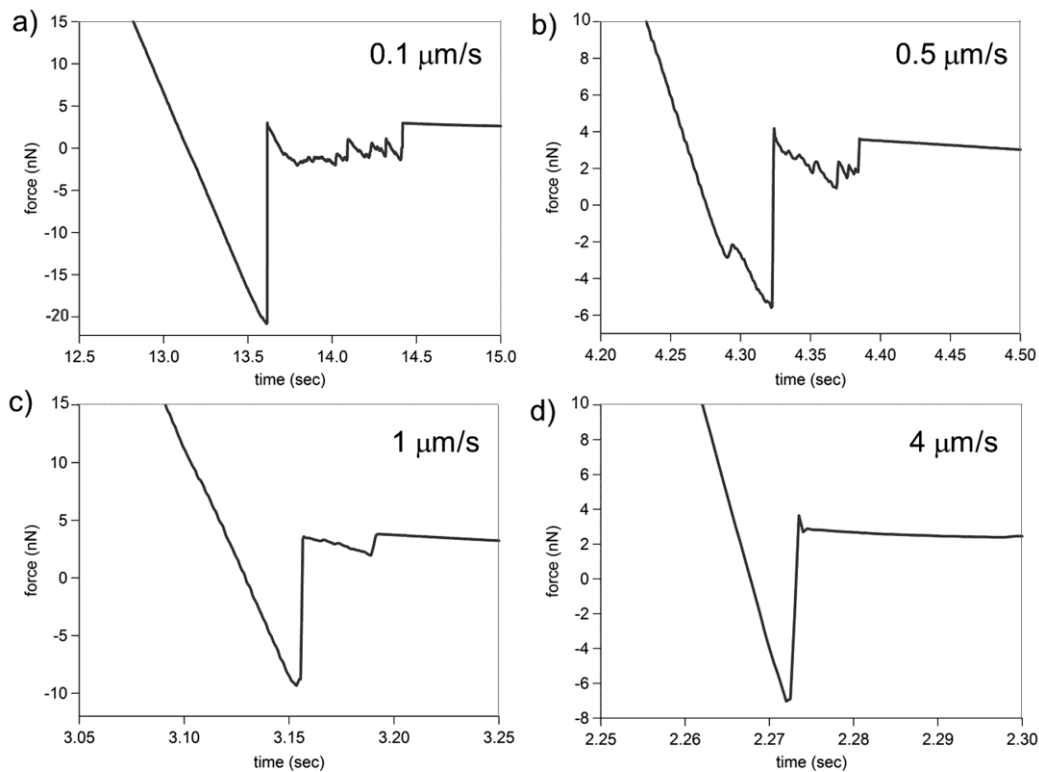 a)
0.1 μm/s
15
10
5
0
-5
-10
-15
-20
force (nN)
12.5 13.0 13.5 14.0 14.5 15.0
time (sec)
b)
0.5 μm/s
10
8
6
4
2
0
-2
-4
-6
force (nN)
4.20 4.25 4.30 4.35 4.40 4.45 4.50
time (sec)
c)
1 μm/s
15
10
5
0
-5
-10
force (nN)
3.05 3.10 3.15 3.20 3.25
time (sec)
d)
4 μm/s
10
8
6
4
2
0
-2
-4
-6
-8
force (nN)
2.25 2.26 2.27 2.28 2.29 2.30
time (sec)